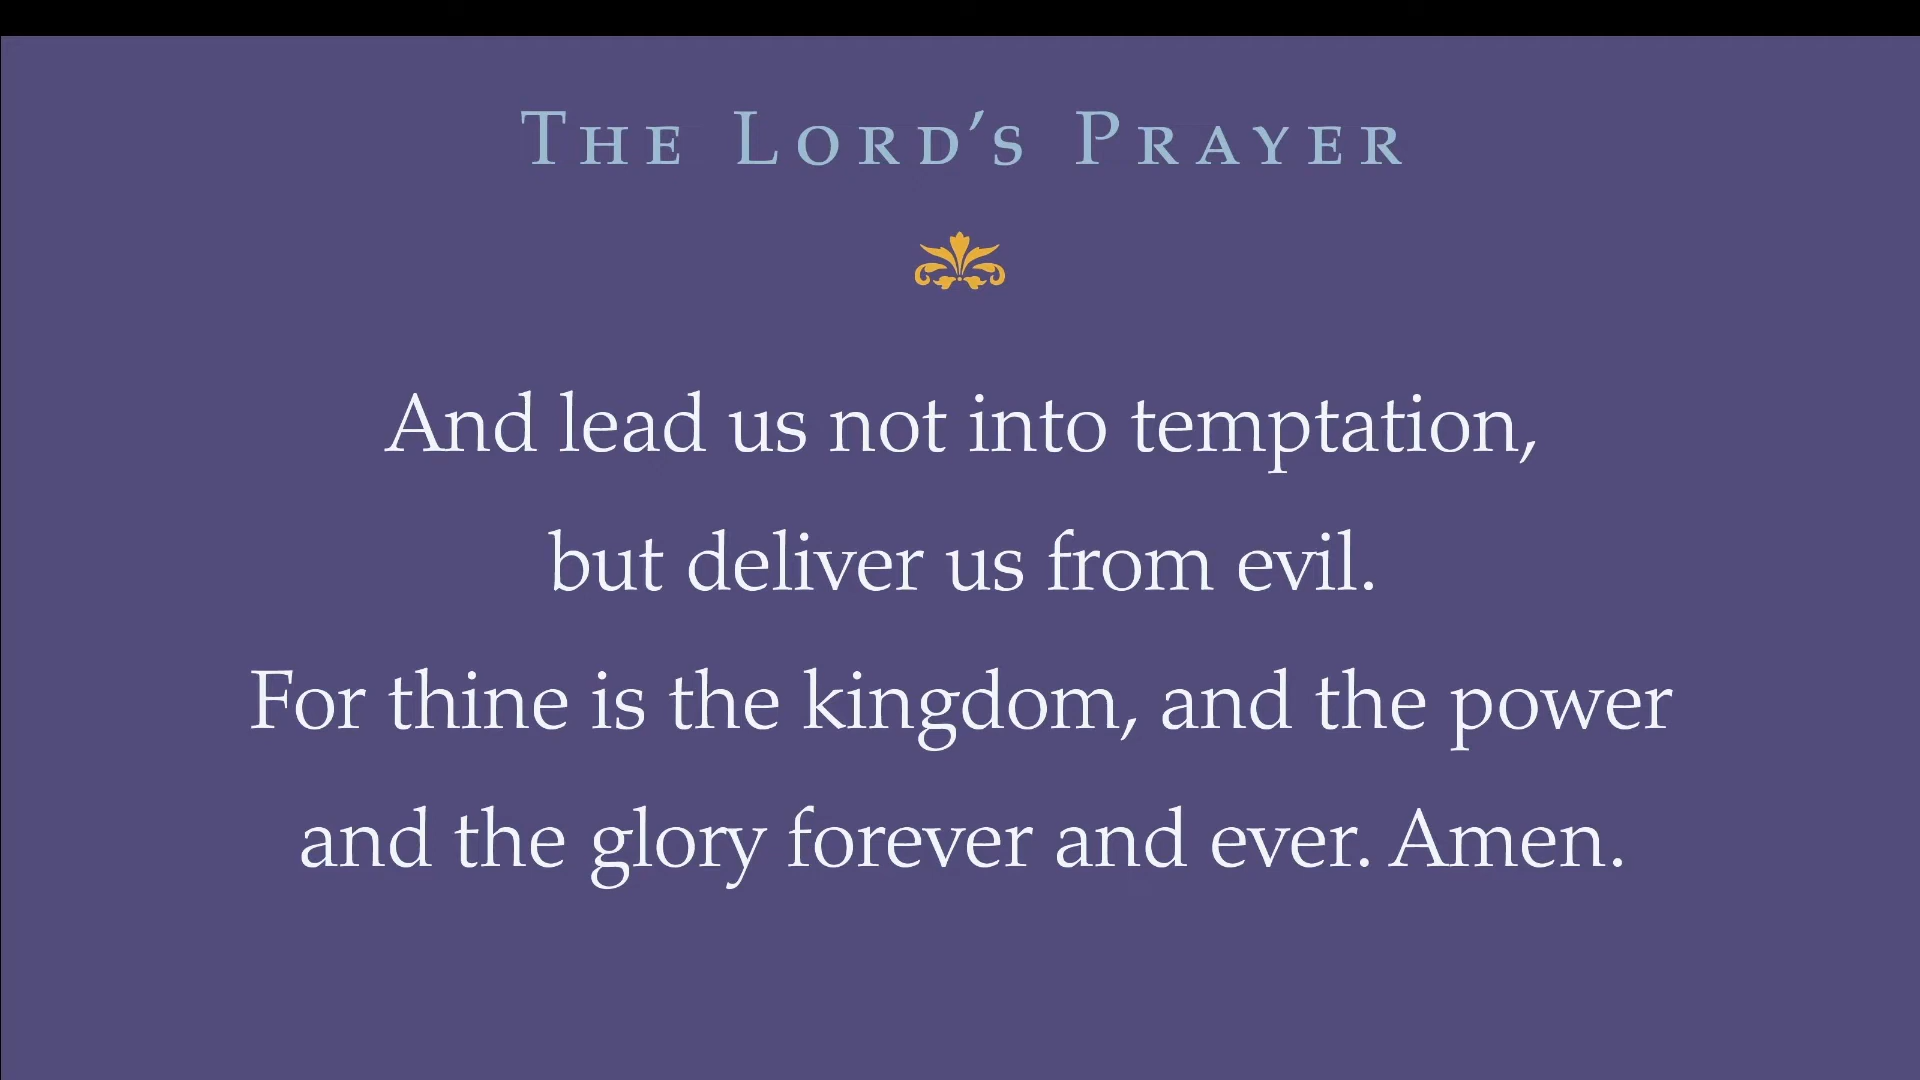 The Lord’s Prayer
And lead us not into temptation,
but deliver us from evil.
For thine is the kingdom, and the power
and the glory forever and ever. Amen.